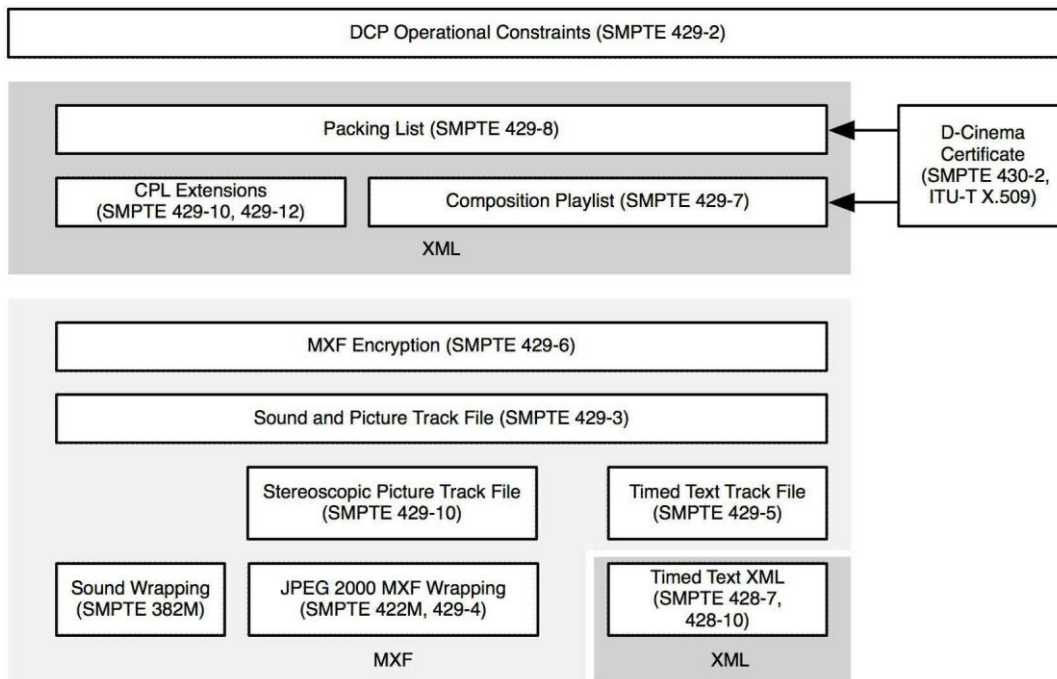 DCP Operational Constraints (SMPTE 429-2)
Packing List (SMPTE 429-8)
D-Cinema
Certificate
(SMPTE 430-2,
ITU-T X.509)
CPL Extensions
(SMPTE 429-10, 429-12)
Composition Playlist (SMPTE 429-7)
XML
MXF Encryption (SMPTE 429-6)
Sound and Picture Track File (SMPTE 429-3)
Stereoscopic Picture Track File
(SMPTE 429-10)
Timed Text Track File
(SMPTE 429-5)
Sound Wrapping
(SMPTE 382M)
JPEG 2000 MXF Wrapping
(SMPTE 422M, 429-4)
Timed Text XML
(SMPTE 428-7,
428-10)
MXF
XML